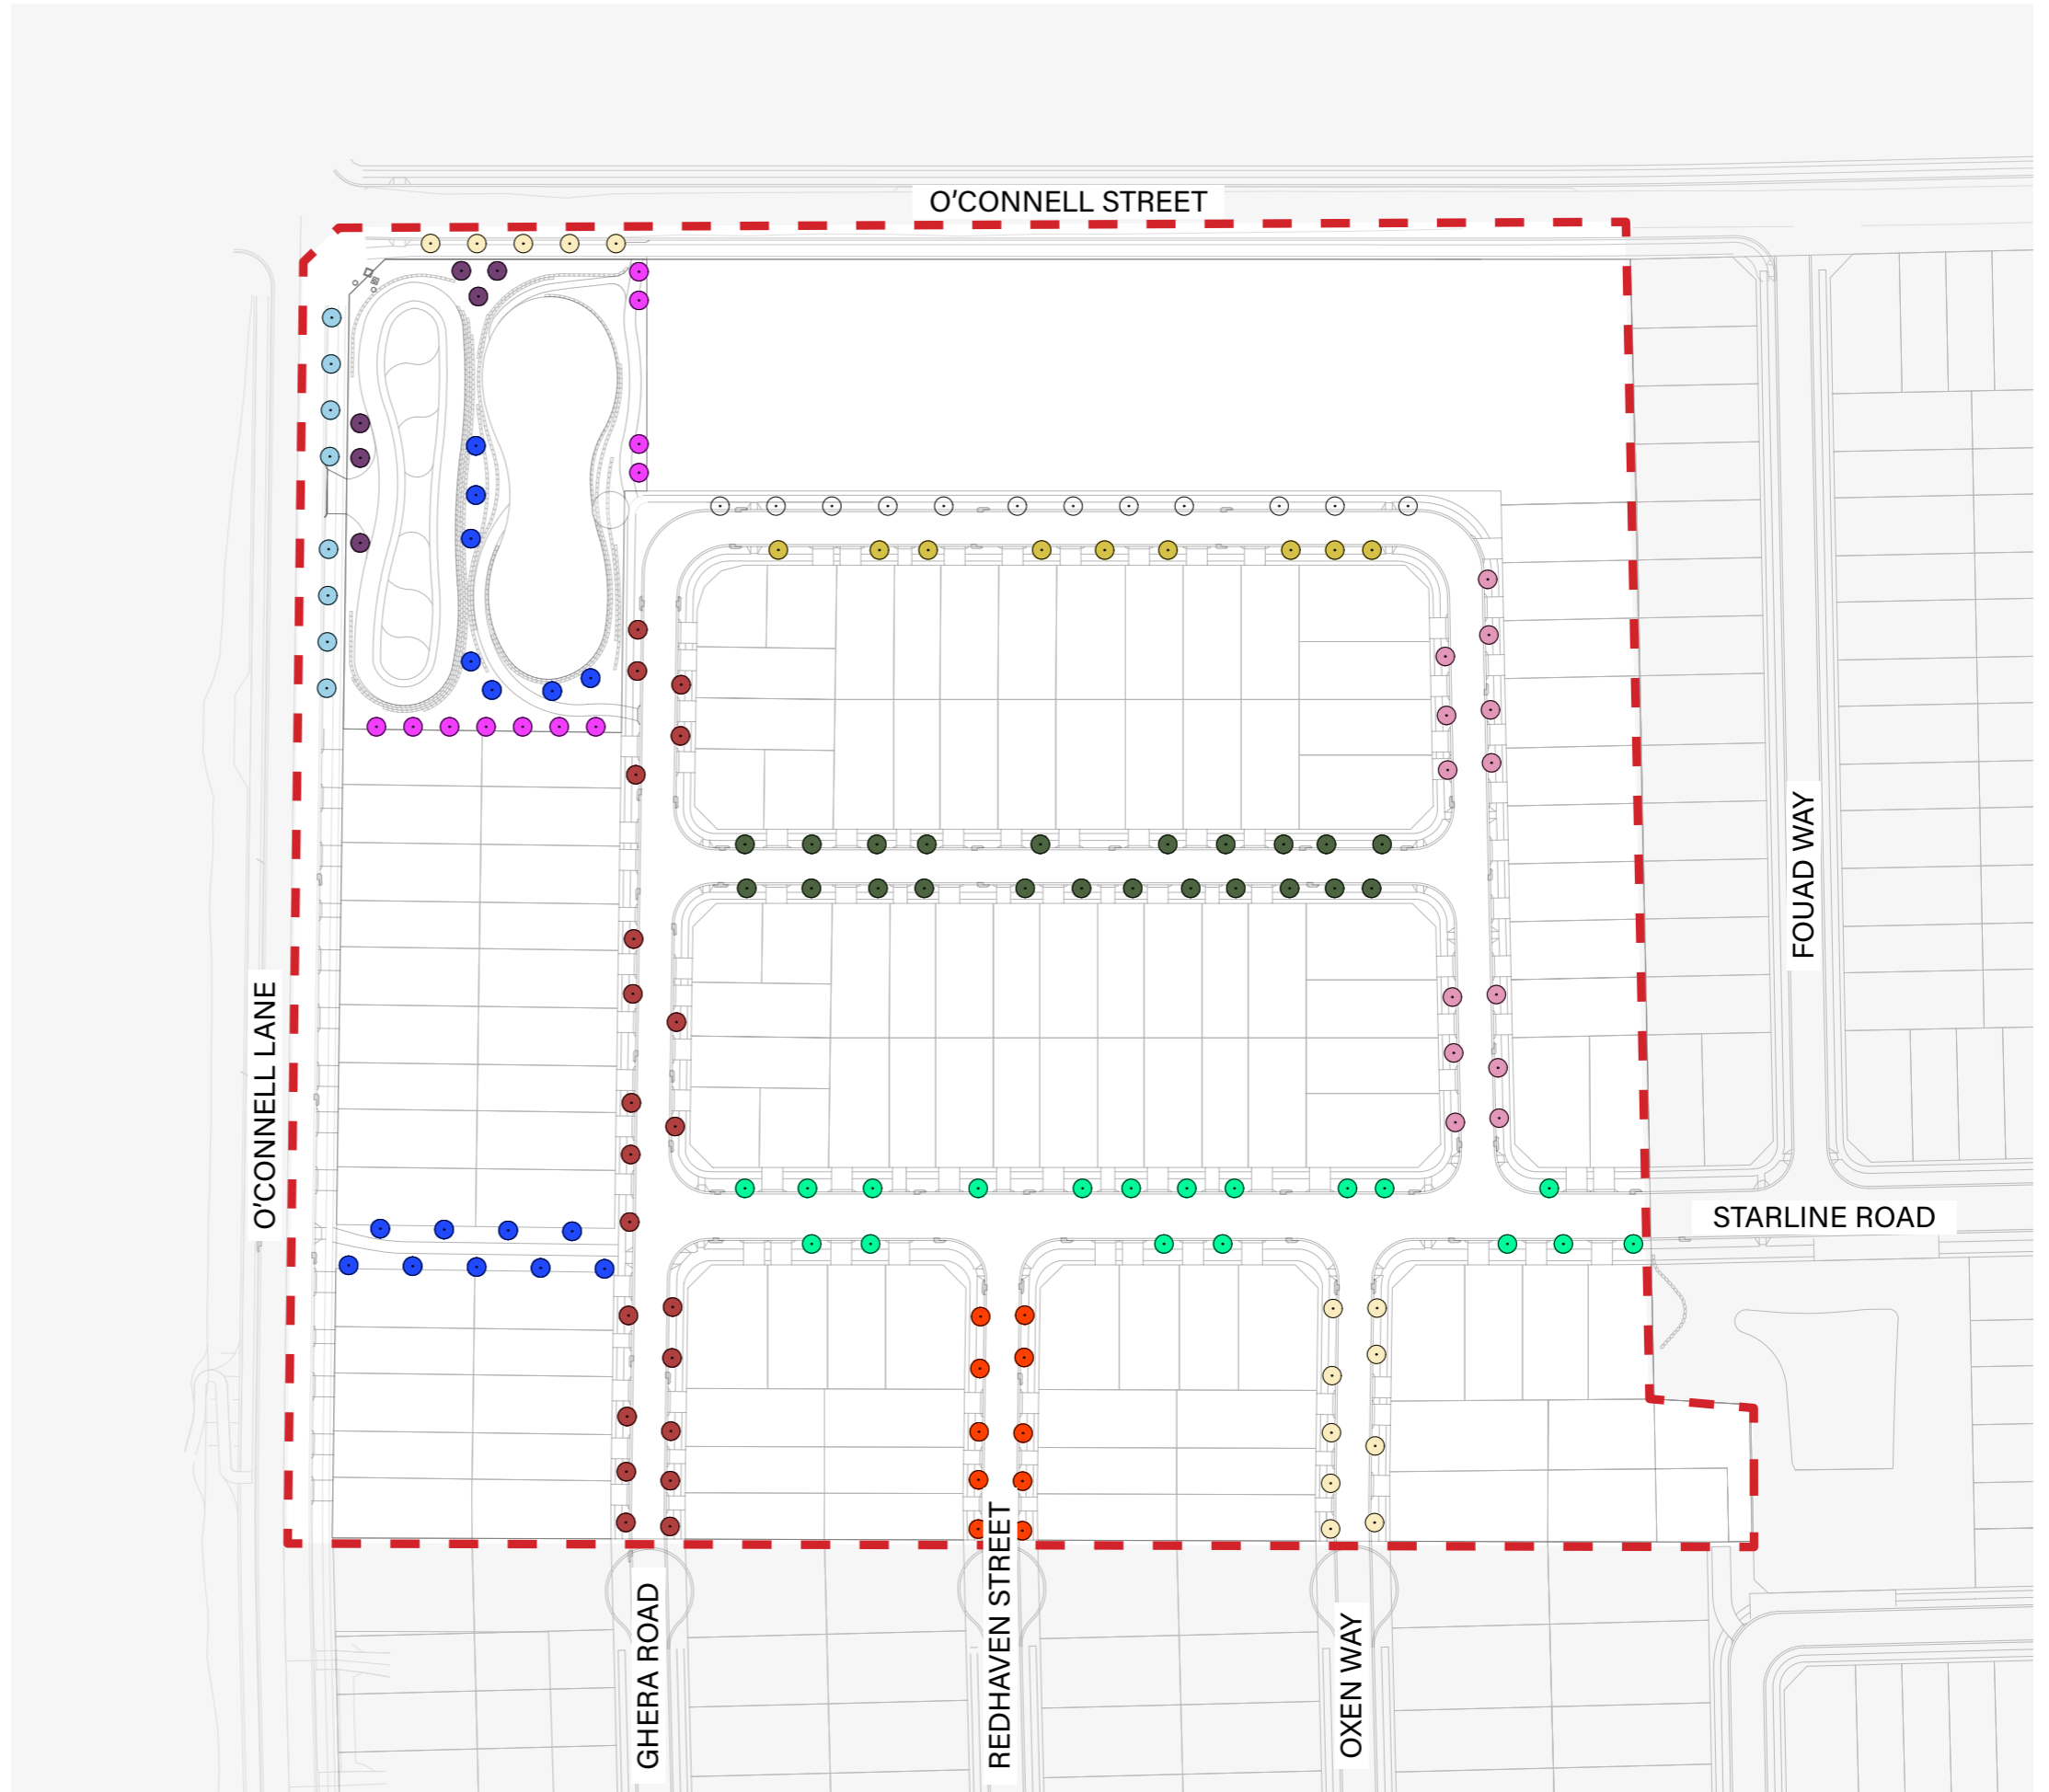 O'CONNELL STREET
FOUAD WAY
O'CONNELL LANE
STARLINE ROAD
GHERA ROAD
REDHAVEN STREET
OXEN WAY